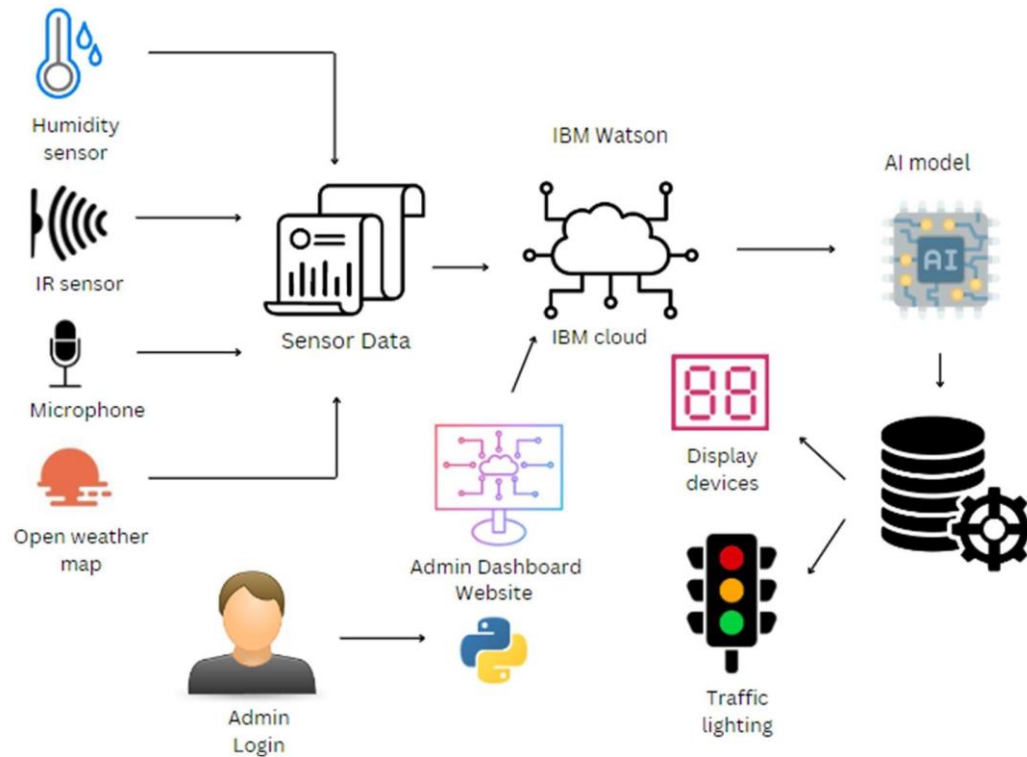 Humidity
sensor
IR sensor
Microphone
Open weather
map
Sensor Data
IBM Watson
IBM cloud
AI model
AI
88
Display
devices
Admin Dashboard
Website
Admin
Login
Traffic
lighting